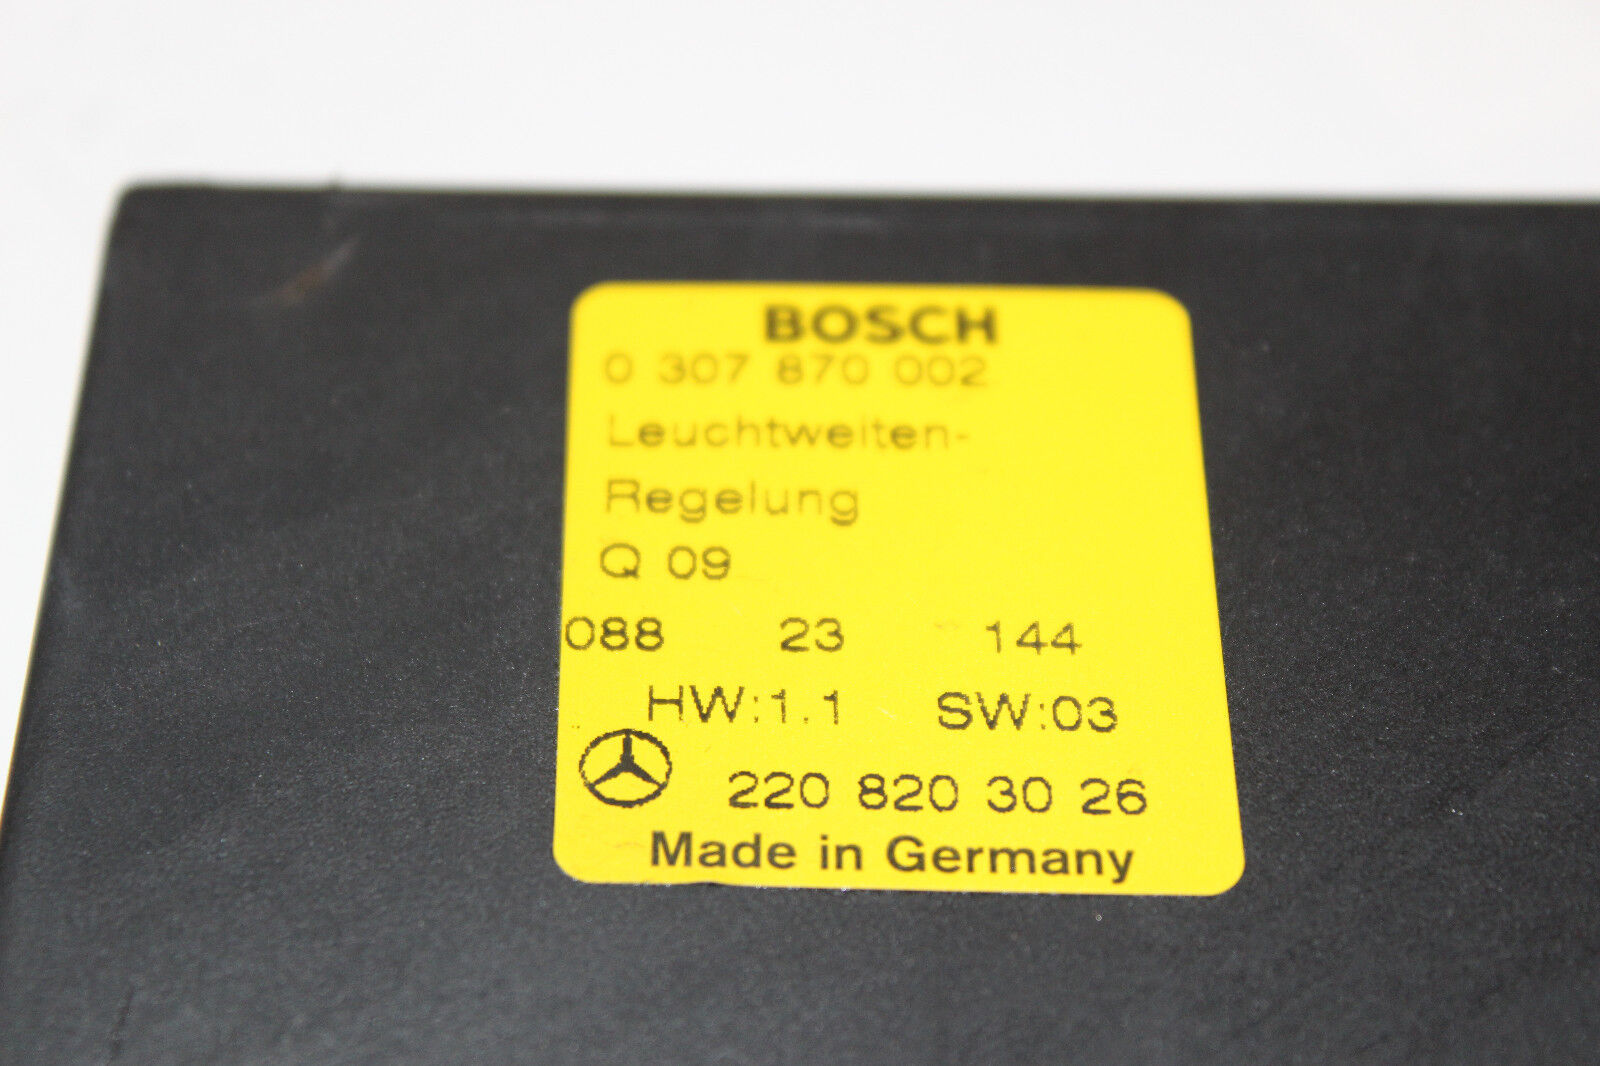 BOSCH
0 307 870 002
Leuchtweiten-
Regelung
Q 09
088 23 144
HW:1.1 SW:03
220 820 30 26
Made in Germany